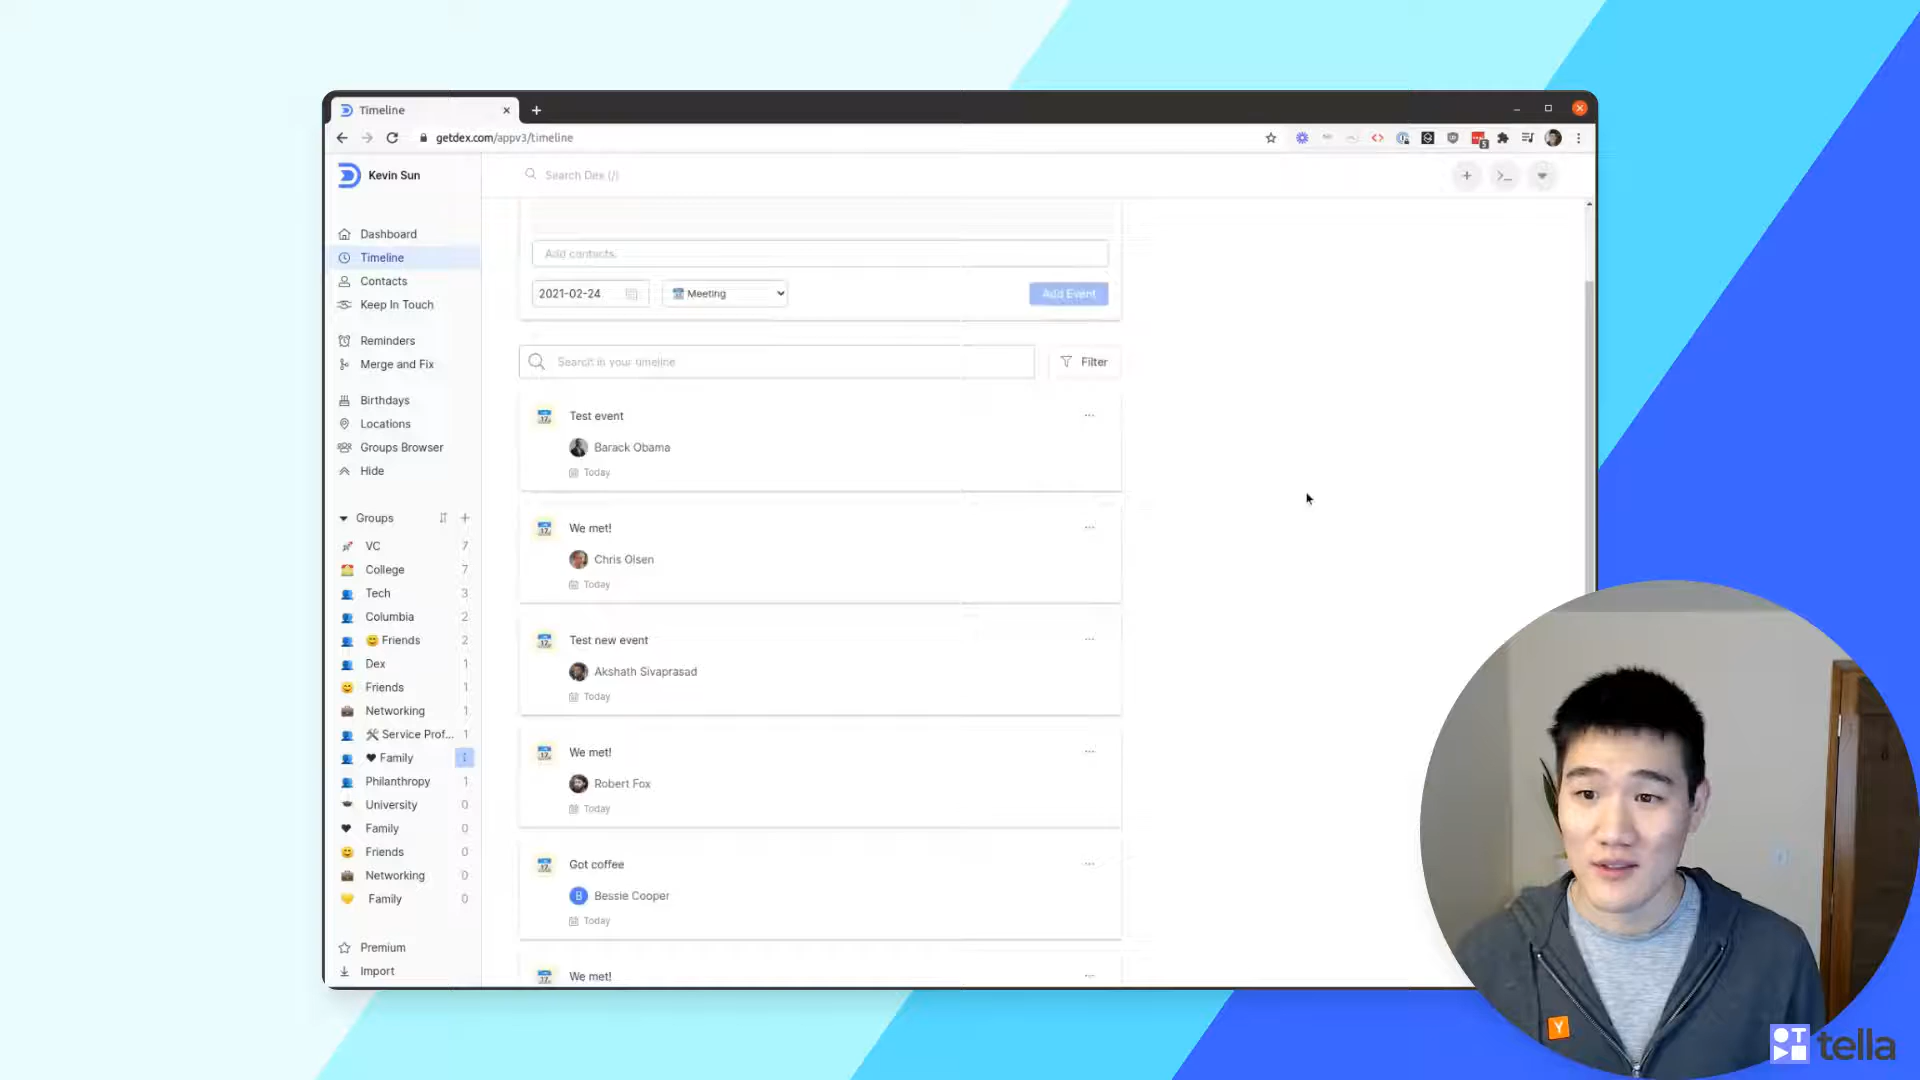 Timeline
getdex.com/appv3/timeline
Kevin Sun
Search Dex (/)
Dashboard
Timeline
Contacts
Keep In Touch
Reminders
Merge and Fix
Birthdays
Locations
Groups Browser
Hide
Groups
VC 7
College 7
Tech 3
Columbia 2
😊 Friends 2
Dex 1
Friends 1
Networking 1
🛠 Service Prof... 1
♥ Family
Philanthropy 1
University 0
Family 0
Friends 0
Networking 0
Family 0
Premium
Import
Add contacts.
2021-02-24 Meeting Add Event
Search in your timeline Filter
Test event
Barack Obama
Today
We met!
Chris Olsen
Today
Test new event
Akshath Sivaprasad
Today
We met!
Robert Fox
Today
Got coffee
B Bessie Cooper
Today
We met!
Y
tella